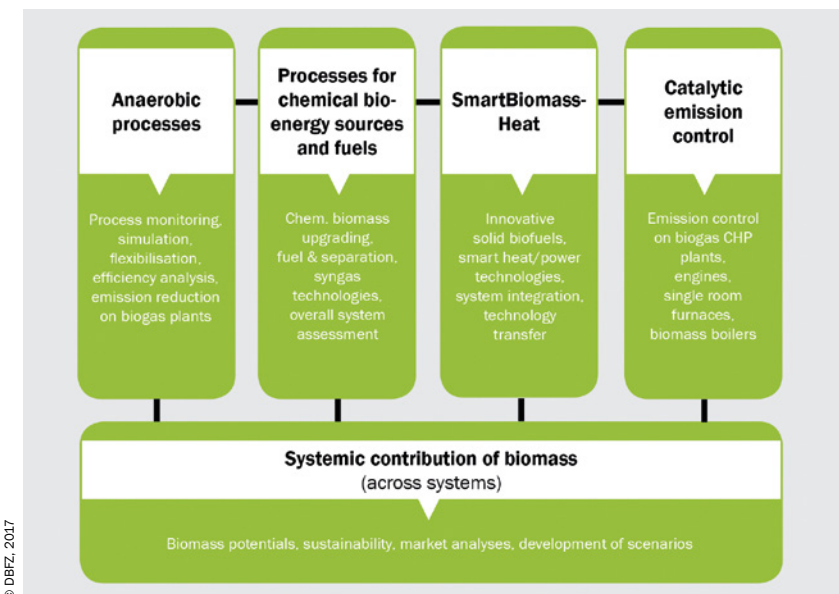 Anaerobic
processes
Process monitoring,
simulation,
flexibilisation,
efficiency analysis,
emission reduction
on biogas plants
Processes for
chemical bio-
energy sources
and fuels
Chem. biomass
upgrading,
fuel & separation,
syngas
technologies,
overall system
assessment
SmartBiomass-
Heat
Innovative
solid biofuels,
smart heat/power
technologies,
system integration,
technology
transfer
Catalytic
emission
control
Emission control
on biogas CHP
plants,
engines,
single room
furnaces,
biomass boilers
Systemic contribution of biomass
(across systems)
Biomass potentials, sustainability, market analyses, development of scenarios
© DBFZ, 2017